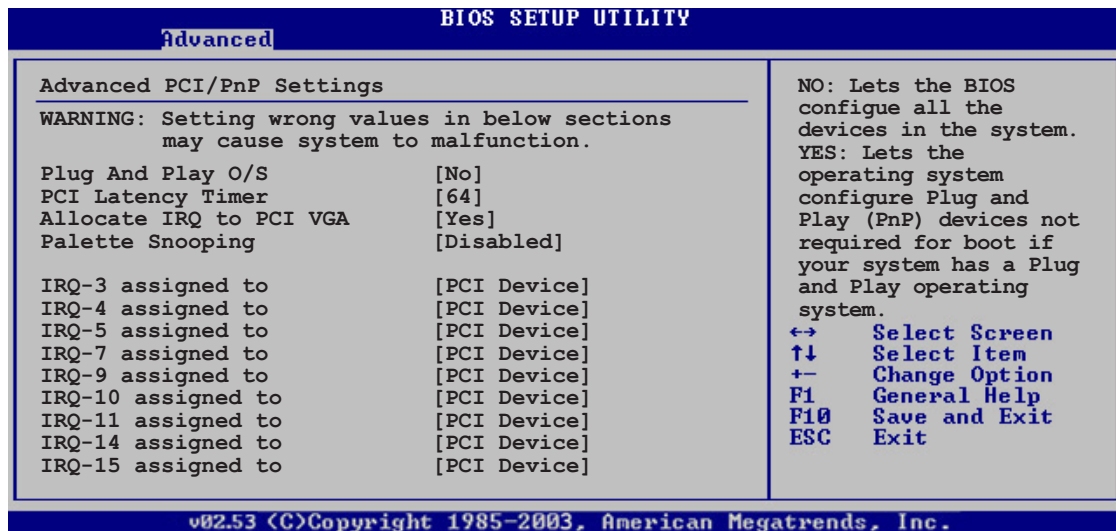 BIOS SETUP UTILITY
Advanced
Advanced PCI/PnP Settings
WARNING: Setting wrong values in below sections
may cause system to malfunction.
Plug And Play O/S [No]
PCI Latency Timer [64]
Allocate IRQ to PCI VGA [Yes]
Palette Snooping [Disabled]
IRQ-3 assigned to [PCI Device]
IRQ-4 assigned to [PCI Device]
IRQ-5 assigned to [PCI Device]
IRQ-7 assigned to [PCI Device]
IRQ-9 assigned to [PCI Device]
IRQ-10 assigned to [PCI Device]
IRQ-11 assigned to [PCI Device]
IRQ-14 assigned to [PCI Device]
IRQ-15 assigned to [PCI Device]
NO: Lets the BIOS
configue all the
devices in the system.
YES: Lets the
operating system
configure Plug and
Play (PnP) devices not
required for boot if
your system has a Plug
and Play operating
system.
←→ Select Screen
↑↓ Select Item
+- Change Option
F1 General Help
F10 Save and Exit
ESC Exit
v02.53 (C)Copyright 1985-2003, American Megatrends, Inc.